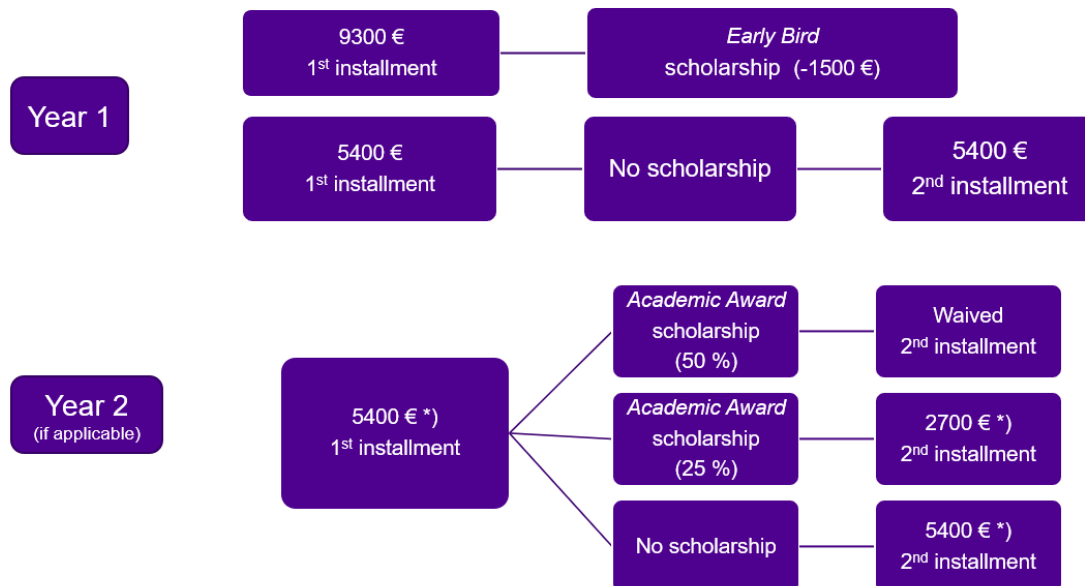 Year 1
9300 €
1st installment
Early Bird
scholarship (-1500 €)
5400 €
1st installment
No scholarship
5400 €
2nd installment
Year 2
(if applicable)
5400 € *)
1st installment
Academic Award
scholarship
(50 %)
Waived
2nd installment
Academic Award
scholarship
(25 %)
2700 € *)
2nd installment
No scholarship
5400 € *)
2nd installment